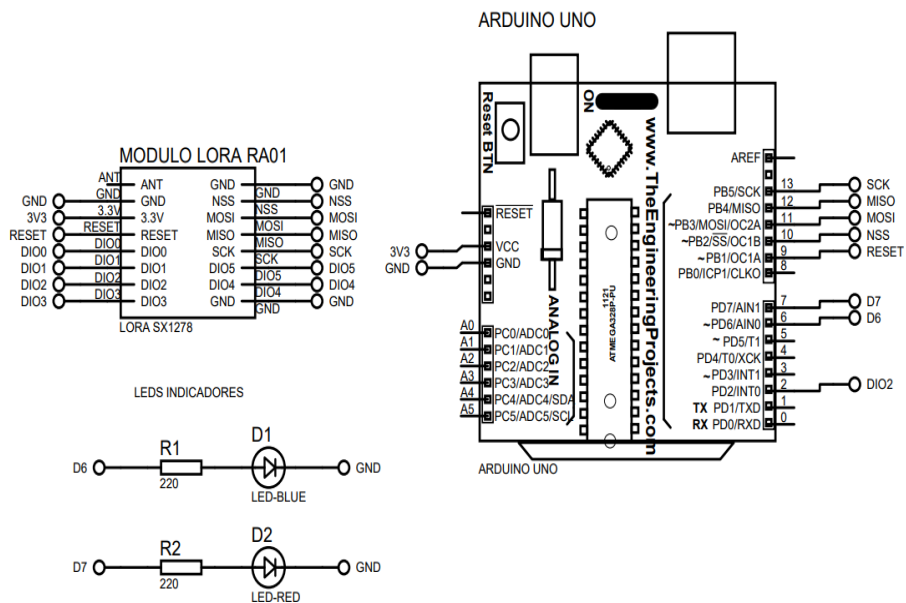 ARDUINO UNO
MODULO LORA RA01
ANT
GND
3.3V
RESET
DIO0
DIO1
DIO2
DIO3
GND
3V3
RESET
DIO0
DIO1
DIO2
DIO3
ANT
GND
3.3V
RESET
DIO0
DIO1
DIO2
DIO3
GND
NSS
MOSI
MISO
SCK
DIO5
DIO4
GND
GND
NSS
MOSI
MISO
SCK
DIO5
DIO4
GND
GND
NSS
MOSI
MISO
SCK
DIO5
DIO4
GND
LORA SX1278
LEDS INDICADORES
D6
R1
220
D1
LED-BLUE
GND
D7
R2
220
D2
LED-RED
GND
Reset BTN
ON
www.TheEngineeringProjects.com
ANALOG IN
1121
ATMEGA328P-PU
3V3
GND
RESET
VCC
GND
A0 PC0/ADC0
A1 PC1/ADC1
A2 PC2/ADC2
A3 PC3/ADC3
A4 PC4/ADC4/SDA
A5 PC5/ADC5/SCL
AREF
PB5/SCK 13 SCK
PB4/MISO 12 MISO
~PB3/MOSI/OC2A 11 MOSI
~PB2/SS/OC1B 10 NSS
~PB1/OC1A 9 RESET
PB0/ICP1/CLKO 8
PD7/AIN1 7 D7
~PD6/AIN0 6 D6
~PD5/T1 5
PD4/T0/XCK 4
~PD3/INT1 3
PD2/INT0 2 DIO2
TX PD1/TXD 1
RX PD0/RXD 0
ARDUINO UNO